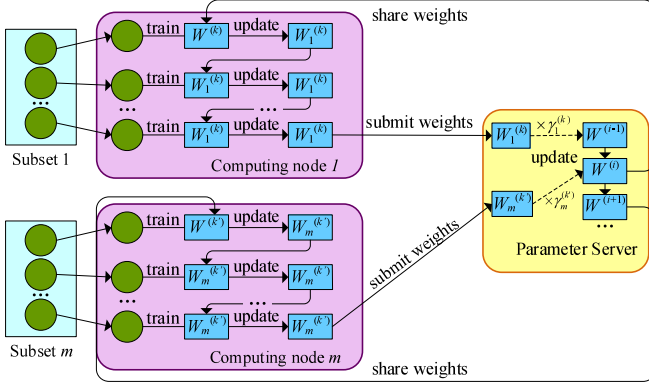 share weights
train W^(k) update W_1^(k)
train W_1^(k) update W_1^(k)
...
...
...
train W_1^(k) update W_1^(k)
Subset 1
Computing node 1
submit weights
W_1^(k) ×γ_1^(k) W^(i-1)
update W^(i)
W_m^(k') ×γ_m^(k') W^(i+1)
...
Parameter Server
submit weights
train W^(k') update W_m^(k')
train W_m^(k') update W_m^(k')
...
...
...
train W_m^(k') update W_m^(k')
Subset m
Computing node m
share weights